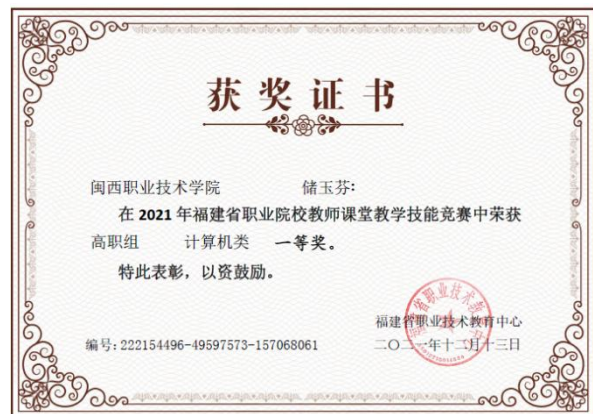 获奖证书
闽西职业技术学院 储玉芬:
在 2021 年福建省职业院校教师课堂教学技能竞赛中荣获
高职组 计算机类 一等奖。
特此表彰，以资鼓励。
福建省职业技术教育中心
编号: 222154496-49597573-157068061
二〇二一年十二月十三日